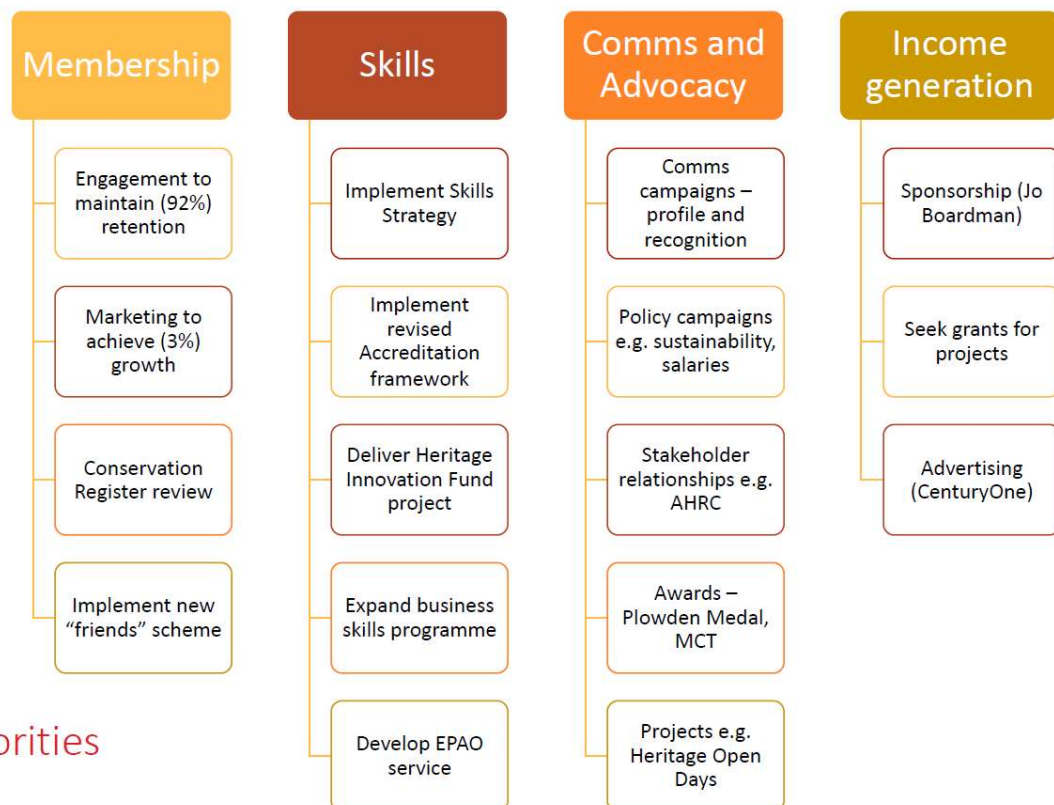 Membership
Engagement to
maintain (92%)
retention
Marketing to
achieve (3%)
growth
Conservation
Register review
Implement new
“friends” scheme
Skills
Implement Skills
Strategy
Implement
revised
Accreditation
framework
Deliver Heritage
Innovation Fund
project
Expand business
skills programme
Develop EPAO
service
Comms and
Advocacy
Comms
campaigns –
profile and
recognition
Policy campaigns
e.g. sustainability,
salaries
Stakeholder
relationships e.g.
AHRC
Awards –
Plowden Medal,
MCT
Projects e.g.
Heritage Open
Days
Income
generation
Sponsorship (Jo
Boardman)
Seek grants for
projects
Advertising
(CenturyOne)
orities